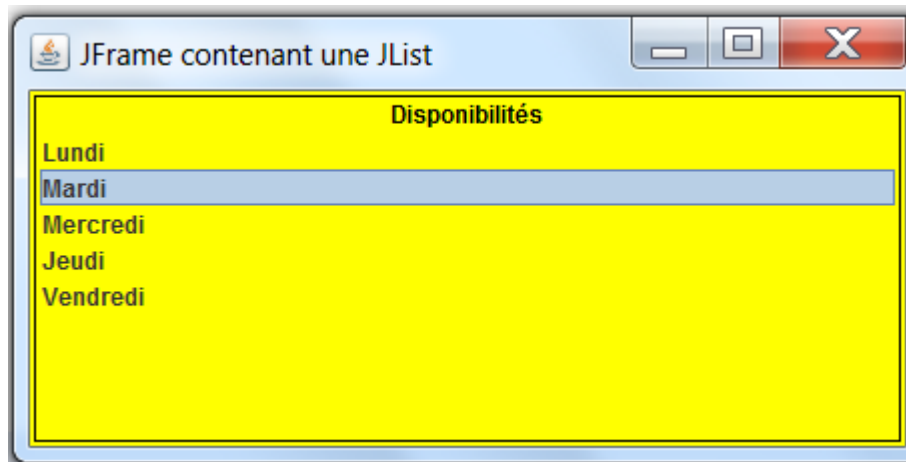 JFrame contenant une JList
Disponibilités
Lundi
Mardi
Mercredi
Jeudi
Vendredi